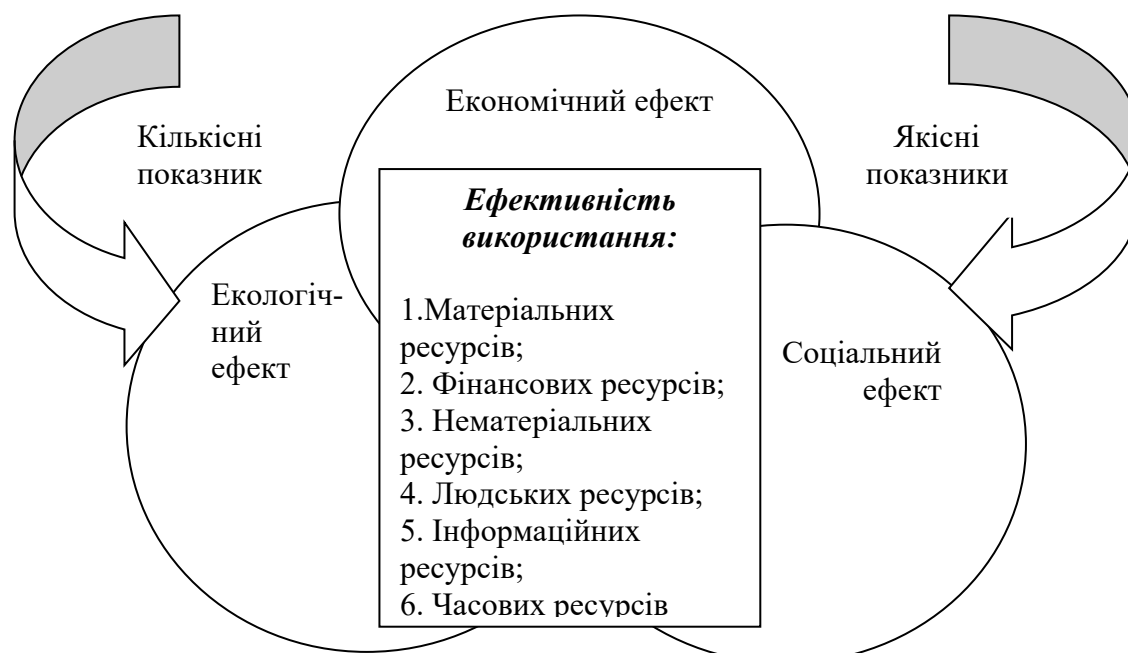 Економічний ефект
Кількісні
показник
Якісні
показники
Ефективність
використання:
Екологіч-
ний
ефект
1.Матеріальних
ресурсів;
2. Фінансових ресурсів;
3. Нематеріальних
ресурсів;
4. Людських ресурсів;
5. Інформаційних
ресурсів;
6. Часових ресурсів
Соціальний
ефект